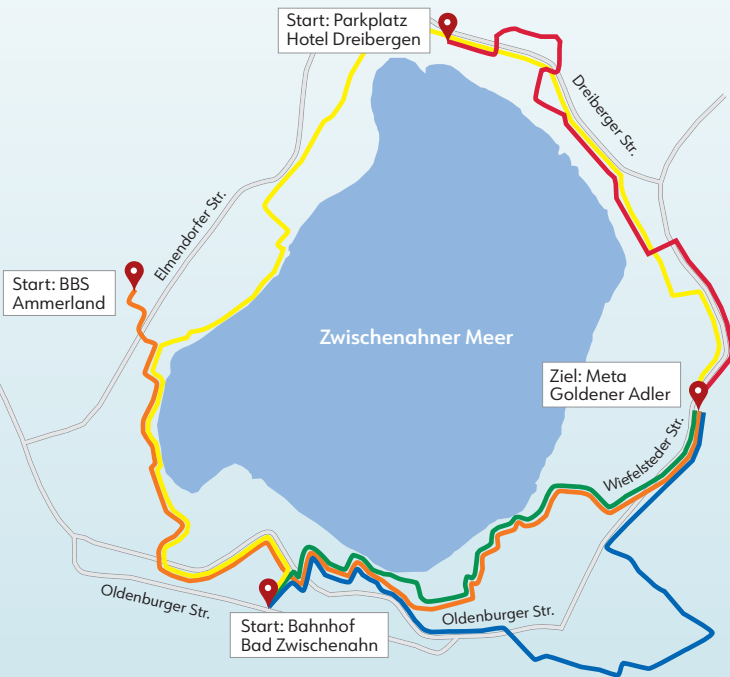 Start: Parkplatz
Hotel Dreibergen
Dreiberger Str.
Elmendorfer Str.
Start: BBS
Ammerland
Zwischenahner Meer
Ziel: Meta
Goldener Adler
Wiefelsteder Str.
Oldenburger Str.
Oldenburger Str.
Start: Bahnhof
Bad Zwischenahn